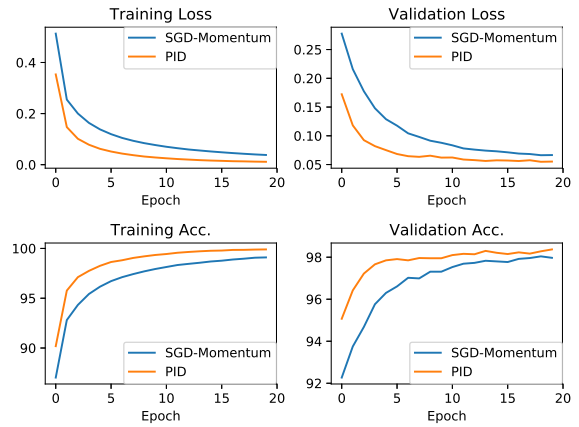 Training Loss
SGD-Momentum
PID
0.4
0.2
0.0
0 5 10 15 20
Epoch
Validation Loss
SGD-Momentum
PID
0.25
0.20
0.15
0.10
0.05
0 5 10 15 20
Epoch
Training Acc.
100
95
90
SGD-Momentum
PID
0 5 10 15 20
Epoch
Validation Acc.
98
96
94
92
SGD-Momentum
PID
0 5 10 15 20
Epoch